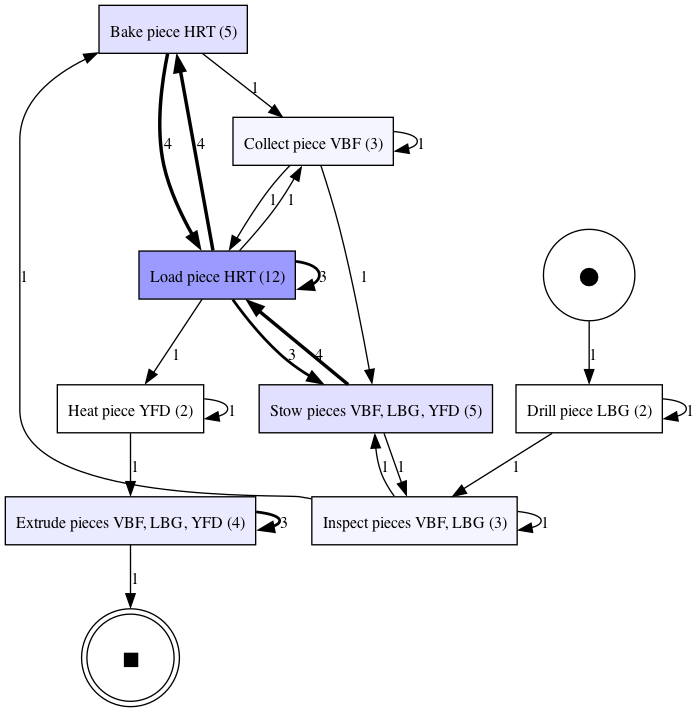 Bake piece HRT (5)
1
Collect piece VBF (3)
4
4
1
1
1
1
1
Load piece HRT (12)
3
1
3
4
1
Heat piece YFD (2)
1
Stow pieces VBF, LBG, YFD (5)
Drill piece LBG (2)
1
1
1
1
1
Extrude pieces VBF, LBG, YFD (4)
3
Inspect pieces VBF, LBG (3)
1
1